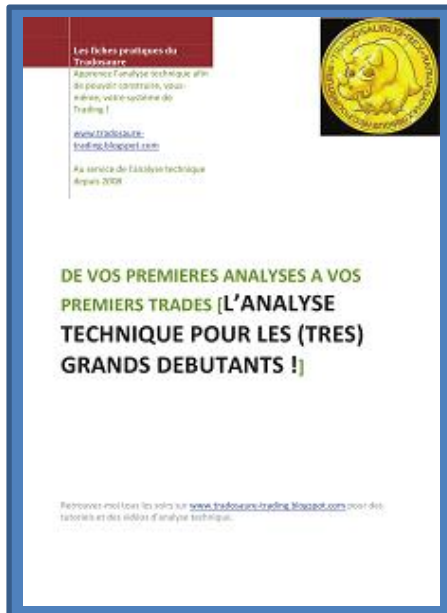 Les fiches pratiques du
Tradosaure
Apprenez l'analyse technique afin
de pouvoir construire, vous-
même, votre système de
Trading !
www.tradosaure-
trading.blogspot.com
Au service de l'analyse technique
depuis 2008
DE VOS PREMIERES ANALYSES A VOS
PREMIERS TRADES [L'ANALYSE
TECHNIQUE POUR LES (TRES)
GRANDS DEBUTANTS !]
Retrouvez-moi tous les soirs sur www.tradosaure-trading.blogspot.com pour des
tutoriels et des vidéos d'analyse technique.